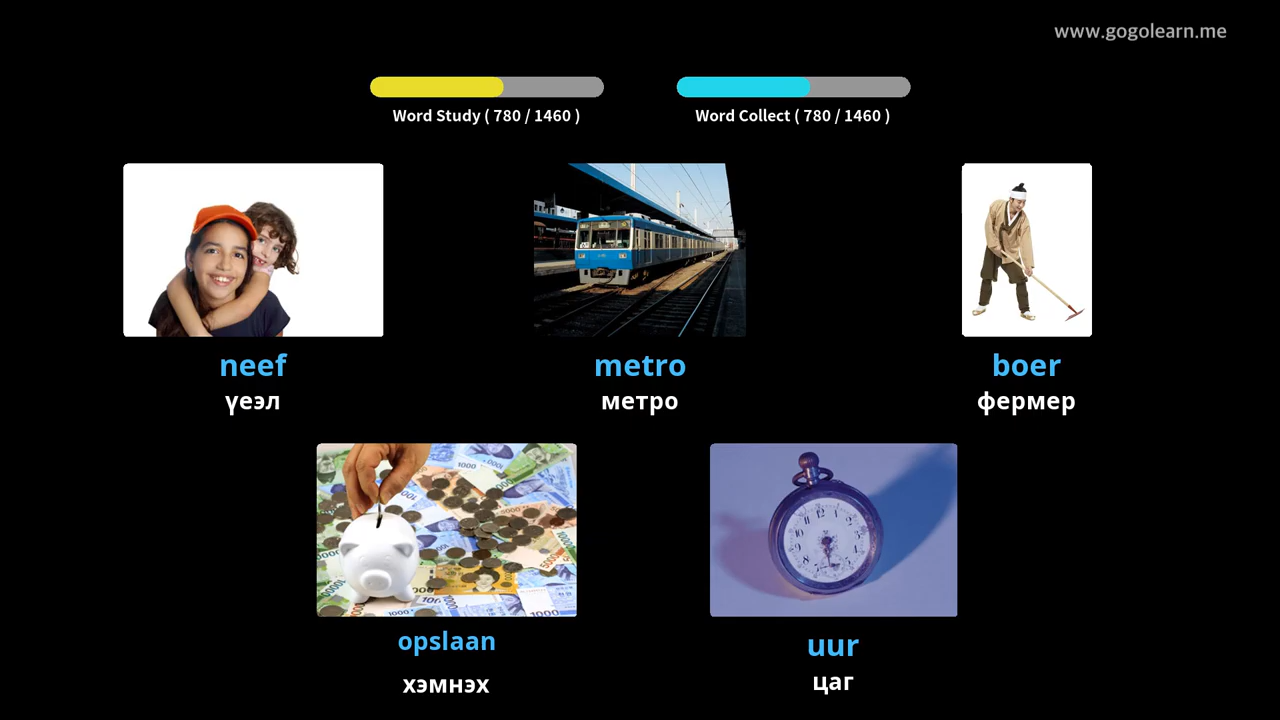 www.gogolearn.me
Word Study ( 780 / 1460 )
Word Collect ( 780 / 1460 )
neef
үеэл
metro
метро
boer
фермер
opslaan
хэмнэх
uur
цаг